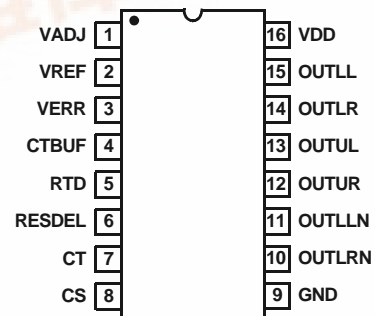 VADJ 1 16 VDD
VREF 2 15 OUTLL
VERR 3 14 OUTLR
CTBUF 4 13 OUTUL
RTD 5 12 OUTUR
RESDEL 6 11 OUTLLN
CT 7 10 OUTLRN
CS 8 9 GND